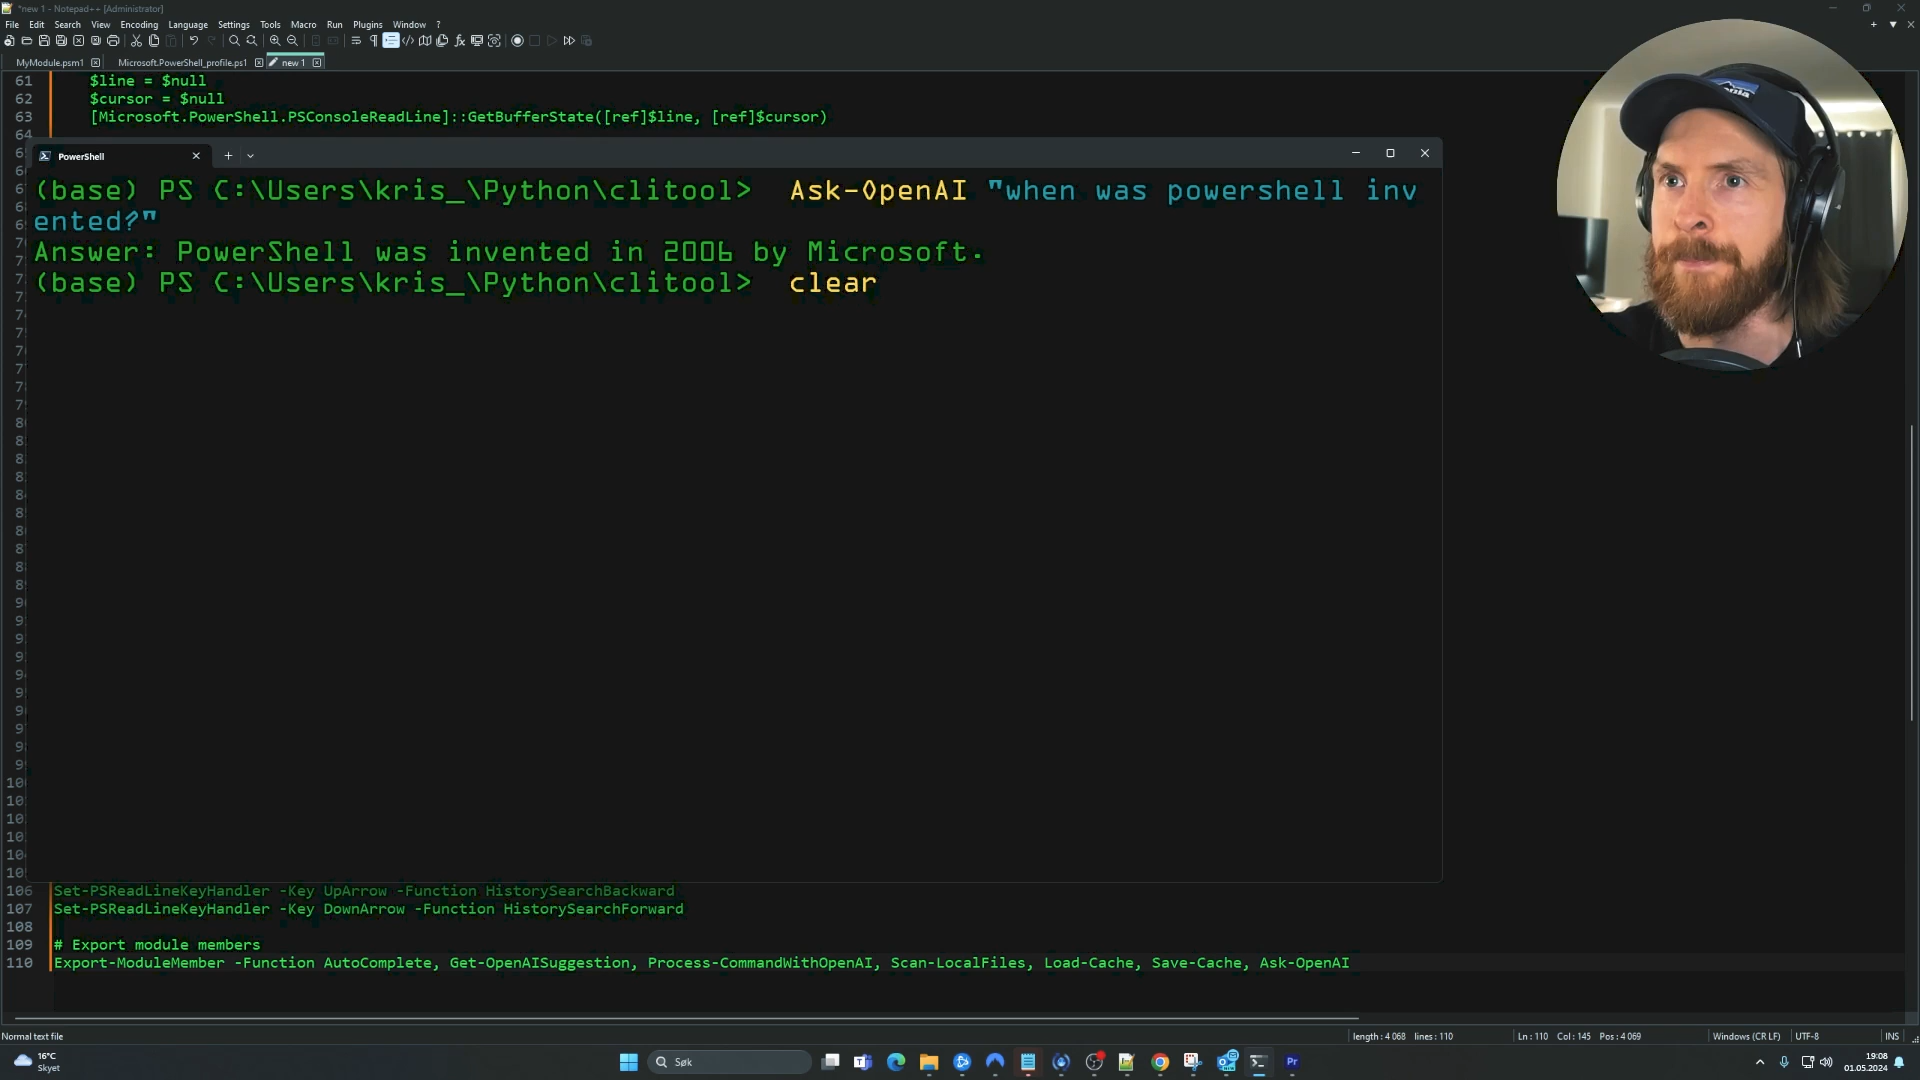 *new 1 - Notepad++ [Administrator]
File Edit Search View Encoding Language Settings Tools Macro Run Plugins Window ?
MyModule.psm1 Microsoft.PowerShell_profile.ps1 new 1
61 $line = $null
62 $cursor = $null
63 [Microsoft.PowerShell.PSConsoleReadLine]::GetBufferState([ref]$line, [ref]$cursor)
64
PowerShell
(base) PS C:\Users\kris_\Python\clitool> Ask-OpenAI "when was powershell inv
ented?"
Answer: PowerShell was invented in 2006 by Microsoft.
(base) PS C:\Users\kris_\Python\clitool> clear
106 Set-PSReadLineKeyHandler -Key UpArrow -Function HistorySearchBackward
107 Set-PSReadLineKeyHandler -Key DownArrow -Function HistorySearchForward
108
109 # Export module members
110 Export-ModuleMember -Function AutoComplete, Get-OpenAISuggestion, Process-CommandWithOpenAI, Scan-LocalFiles, Load-Cache, Save-Cache, Ask-OpenAI
Normal text file length : 4 068 lines : 110 Ln : 110 Col : 145 Pos : 4 069 Windows (CR LF) UTF-8 INS
16°C
Skyet
Søk
Pr
19:08
01.05.2024